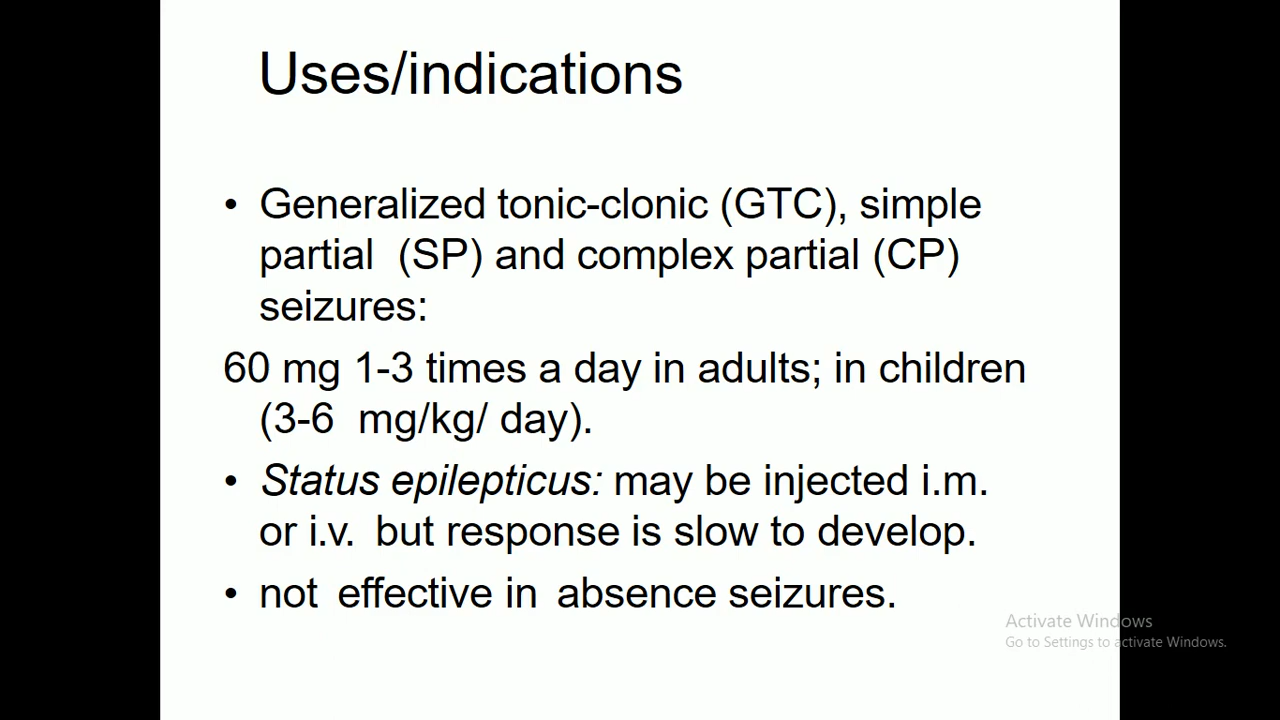 Uses/indications
• Generalized tonic-clonic (GTC), simple
partial (SP) and complex partial (CP)
seizures:
60 mg 1-3 times a day in adults; in children
(3-6 mg/kg/ day).
• Status epilepticus: may be injected i.m.
or i.v. but response is slow to develop.
• not effective in absence seizures.
Activate Windows
Go to Settings to activate Windows.